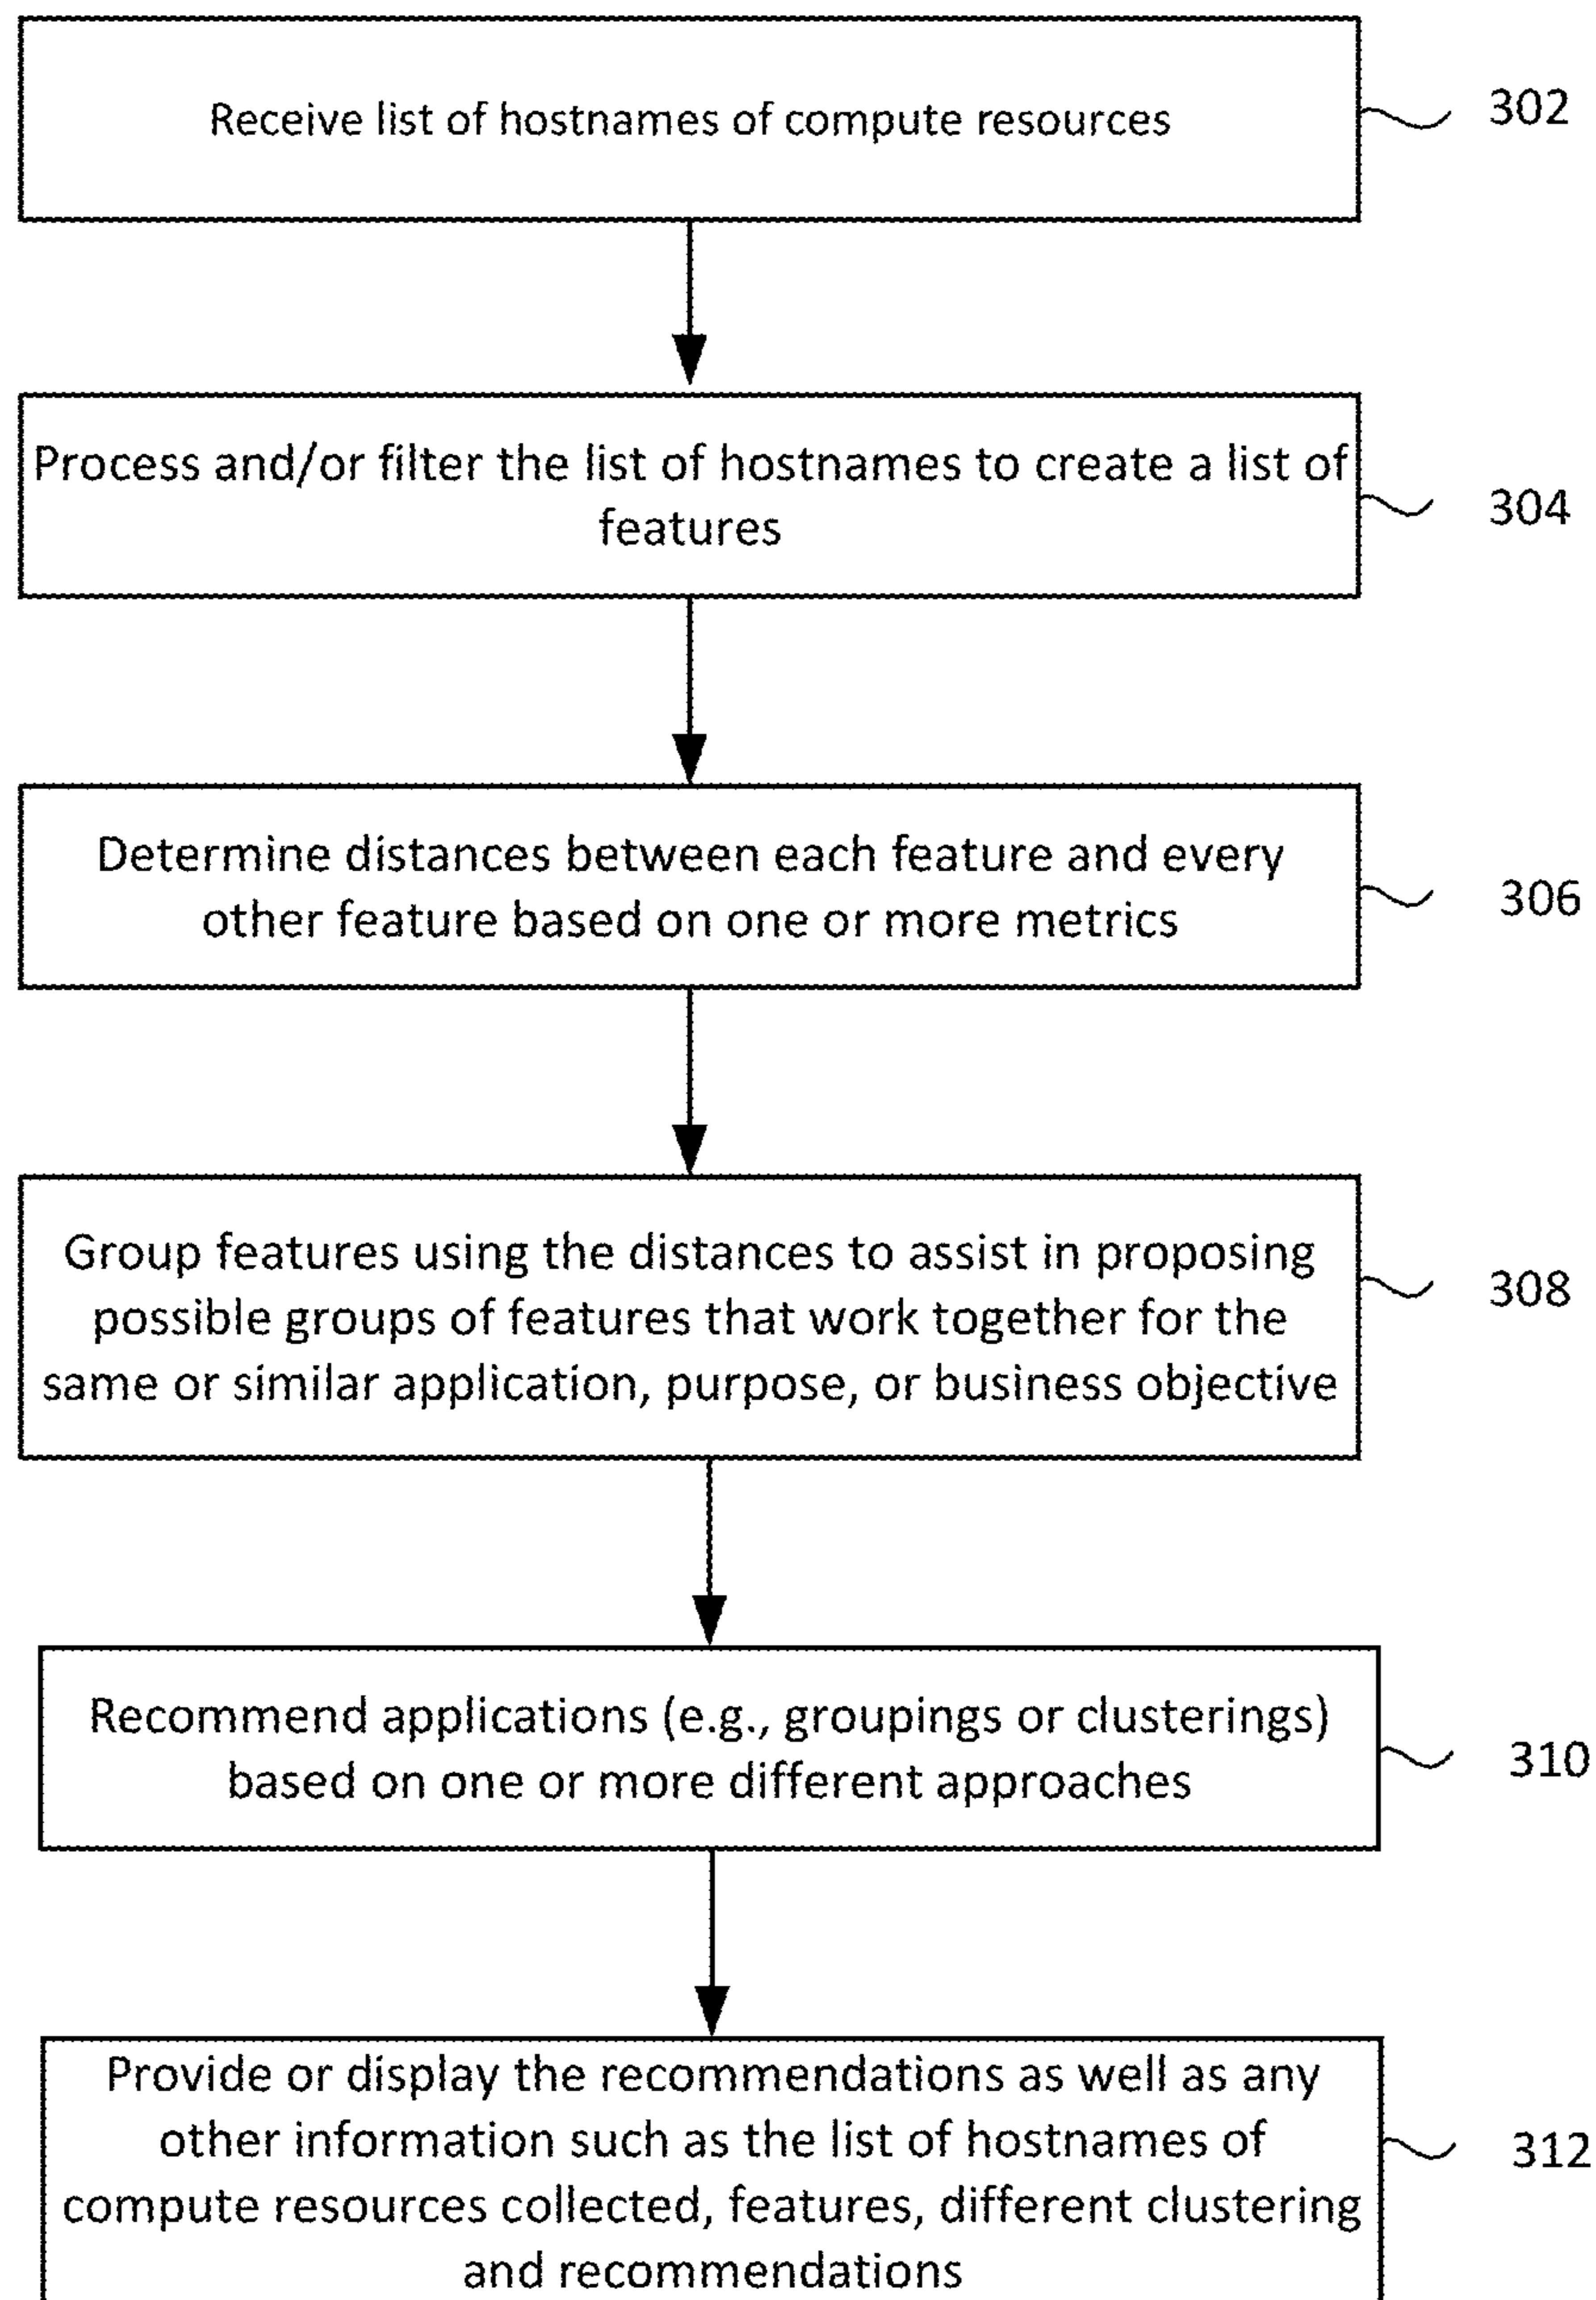 Receive list of hostnames of compute resources
302
Process and/or filter the list of hostnames to create a list of
features
304
Determine distances between each feature and every
other feature based on one or more metrics
306
Group features using the distances to assist in proposing
possible groups of features that work together for the
same or similar application, purpose, or business objective
308
Recommend applications (e.g., groupings or clusterings)
based on one or more different approaches
310
Provide or display the recommendations as well as any
other information such as the list of hostnames of
compute resources collected, features, different clustering
and recommendations
312